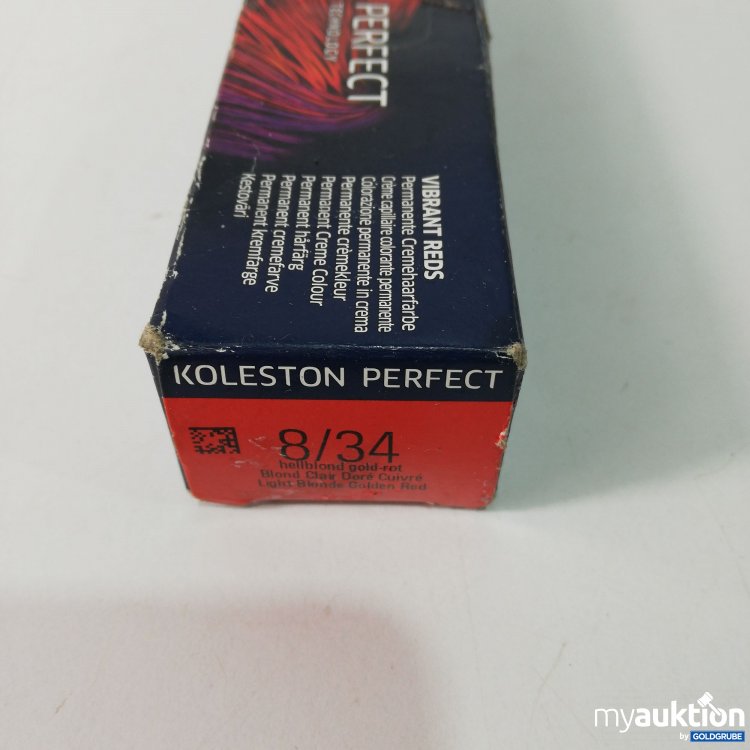 PERFECT
TECHNOLOGY
VIBRANT REDS
Permanente Cremehaarfarbe
Crème capillaire colorante permanente
Colorazione permanente in crema
Permanente crèmekleur
Permanent Creme Colour
Permanent hårfärg
Permanent cremefarve
Permanent kremfarge
Kestoväri
KOLESTON PERFECT
8/34
hellblond gold-rot
Blond Clair Doré Cuivré
Light Blonde Golden Red
myauktion
by GOLDGRUBE